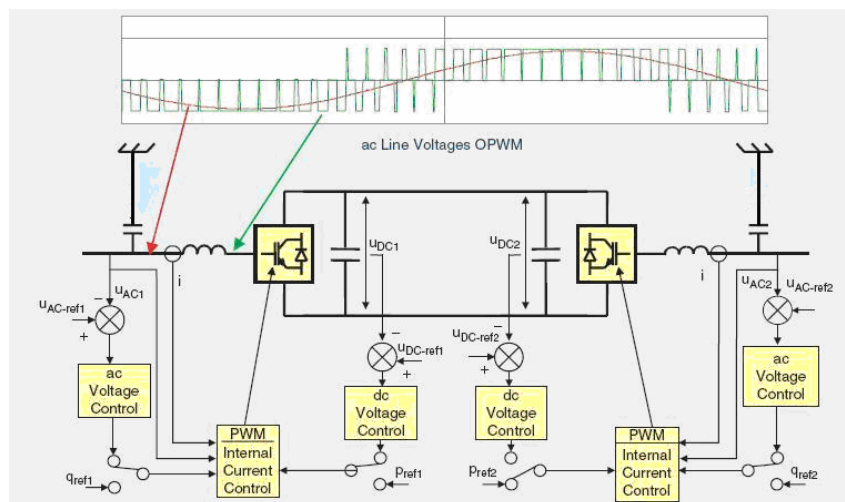 ac Line Voltages OPWM
uDC1
uDC2
i
i
uAC1
uAC2
uAC-ref1
uAC-ref2
−
+
uDC-ref1
uDC-ref2
−
+
−
+
ac
Voltage
Control
dc
Voltage
Control
dc
Voltage
Control
ac
Voltage
Control
PWM
Internal
Current
Control
PWM
Internal
Current
Control
qref1
pref1
pref2
qref2